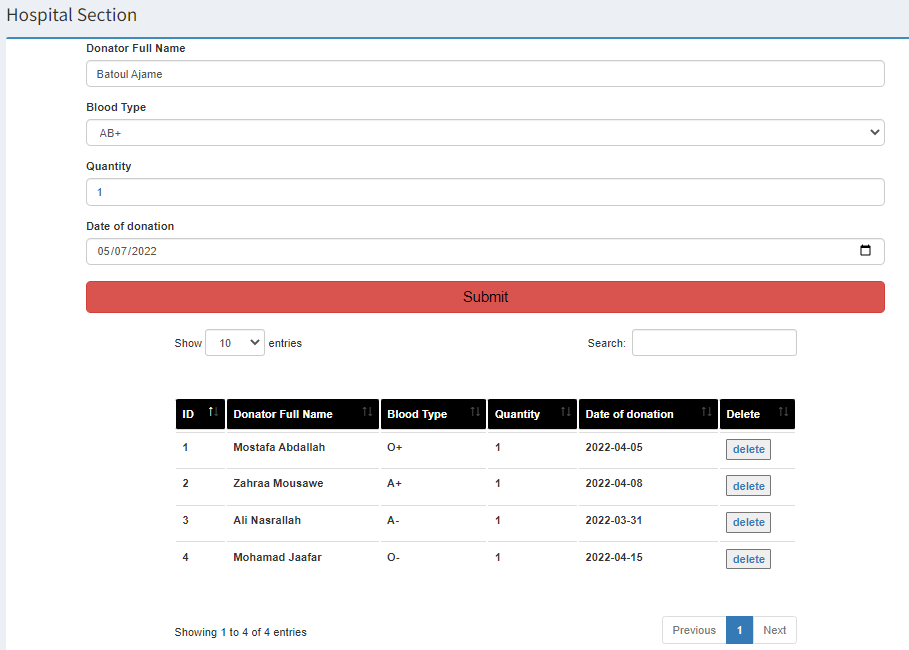 Hospital Section
Donator Full Name
Batoul Ajame
Blood Type
AB+
Quantity
1
Date of donation
05/07/2022
Submit
Show 10 entries Search:
ID Donator Full Name Blood Type Quantity Date of donation Delete
1 Mostafa Abdallah O+ 1 2022-04-05 delete
2 Zahraa Mousawe A+ 1 2022-04-08 delete
3 Ali Nasrallah A- 1 2022-03-31 delete
4 Mohamad Jaafar O- 1 2022-04-15 delete
Showing 1 to 4 of 4 entries Previous 1 Next